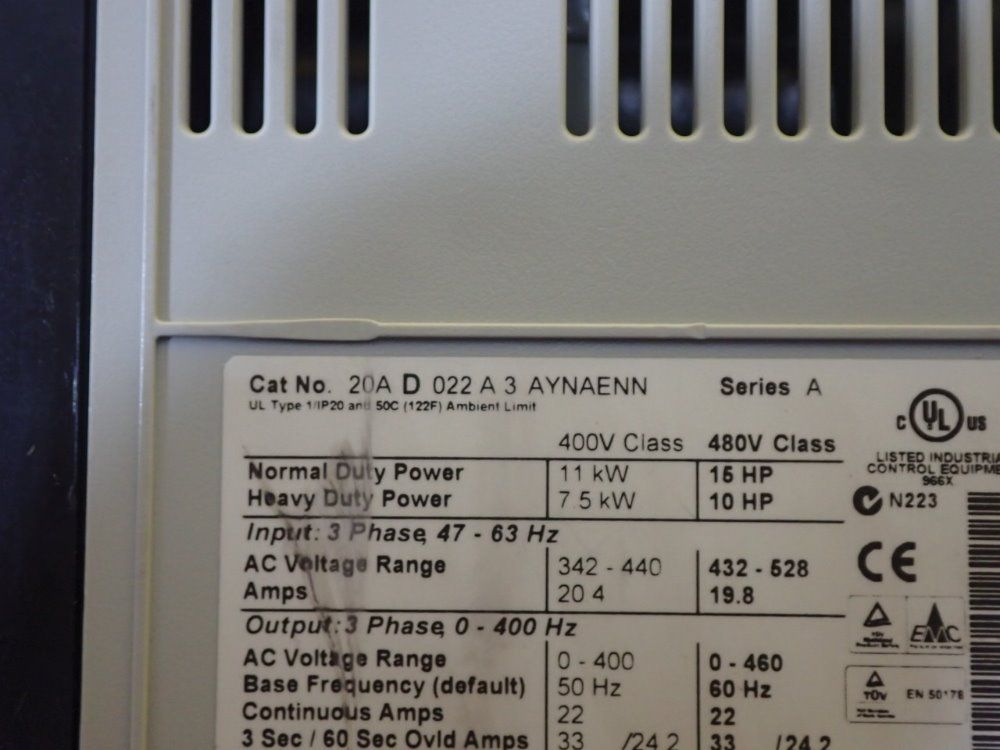 Cat No. 20A D 022 A 3 AYNAENN Series A
UL Type 1/IP20 and 50C (122F) Ambient Limit
400V Class 480V Class
Normal Duty Power 11 kW 15 HP
Heavy Duty Power 7.5 kW 10 HP
Input: 3 Phase, 47 - 63 Hz
AC Voltage Range 342 - 440 432 - 528
Amps 20.4 19.8
Output: 3 Phase, 0 - 400 Hz
AC Voltage Range 0 - 400 0 - 460
Base Frequency (default) 50 Hz 60 Hz
Continuous Amps 22 22
3 Sec / 60 Sec Ovld Amps 33 /24.2 33 /24.2
C UL US
LISTED INDUSTRIA
CONTROL EQUIPME
966X
N223
CE
TÜV
EMC
TÜV EN 50178